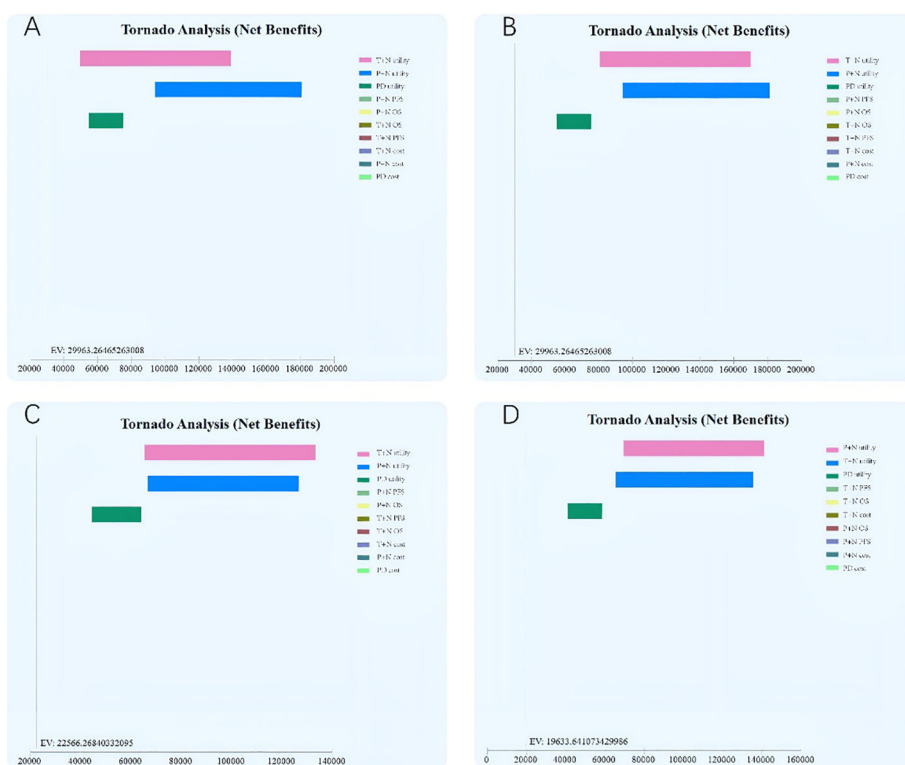 A
Tornado Analysis (Net Benefits)
T+N utility
P+N utility
PD utility
P+N PFS
P+N OS
T+N OS
T+N PFS
T+N cost
P+N cost
PD cost
EV: 29963.26465263008
20000 40000 60000 80000 100000 120000 140000 160000 180000 200000
B
Tornado Analysis (Net Benefits)
T+N utility
P+N utility
PD utility
P+N PFS
P+N OS
T+N OS
T+N PFS
T+N cost
P+N cost
PD cost
EV: 29963.26465263008
20000 40000 60000 80000 100000 120000 140000 160000 180000 200000
C
Tornado Analysis (Net Benefits)
T+N utility
P+N utility
PD utility
P+N PFS
P+N OS
T+N PFS
T+N OS
T+N cost
P+N cost
PD cost
EV: 22566.26840332095
20000 40000 60000 80000 100000 120000 140000
D
Tornado Analysis (Net Benefits)
P+N utility
T+N utility
PD utility
T+N PFS
T+N OS
T+N cost
P+N OS
P+N PFS
P+N cost
PD cost
EV: 19633.641073429986
0 20000 40000 60000 80000 100000 120000 140000 160000